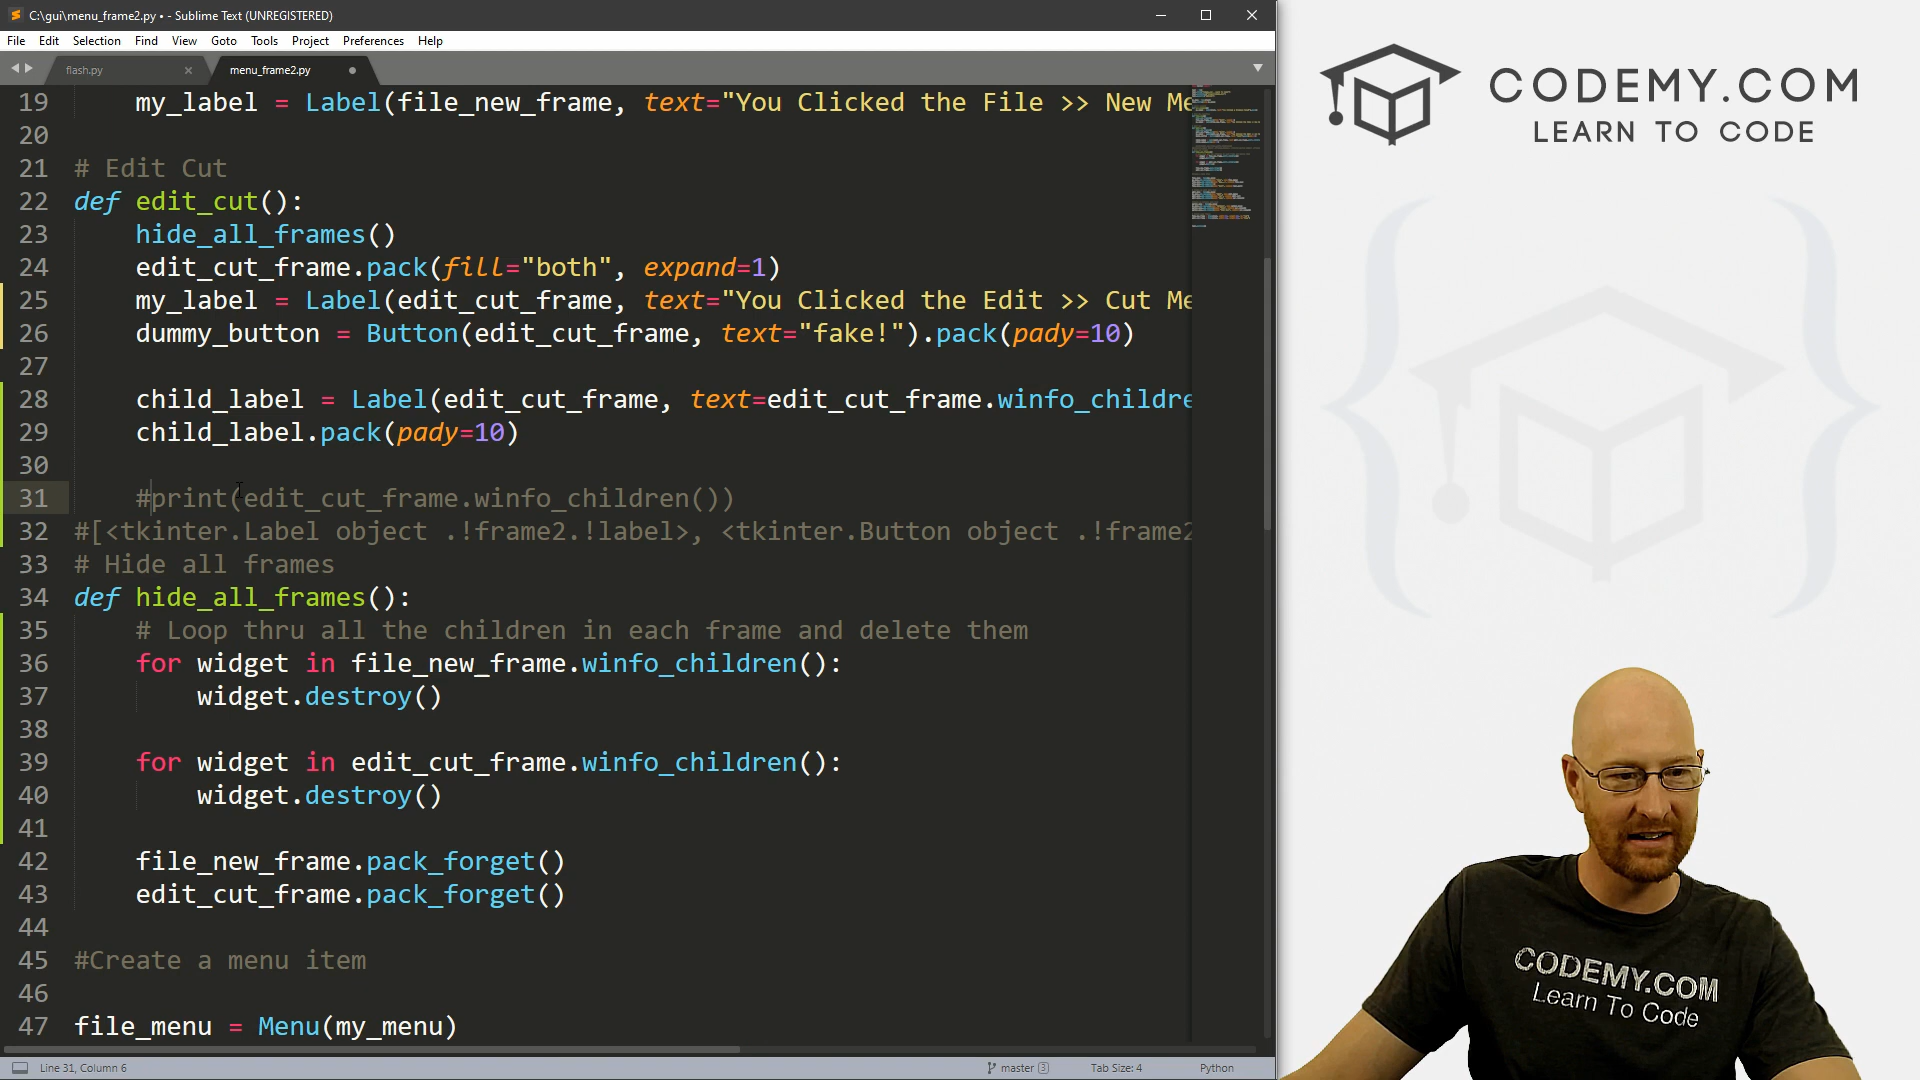 C:\gui\menu_frame2.py • - Sublime Text (UNREGISTERED)
File Edit Selection Find View Goto Tools Project Preferences Help
flash.py menu_frame2.py
19 my_label = Label(file_new_frame, text="You Clicked the File >> New Me
20
21 # Edit Cut
22 def edit_cut():
23 hide_all_frames()
24 edit_cut_frame.pack(fill="both", expand=1)
25 my_label = Label(edit_cut_frame, text="You Clicked the Edit >> Cut Me
26 dummy_button = Button(edit_cut_frame, text="fake!").pack(pady=10)
27
28 child_label = Label(edit_cut_frame, text=edit_cut_frame.winfo_childre
29 child_label.pack(pady=10)
30
31 #print(edit_cut_frame.winfo_children())
32 #[<tkinter.Label object .!frame2.!label>, <tkinter.Button object .!frame2
33 # Hide all frames
34 def hide_all_frames():
35 # Loop thru all the children in each frame and delete them
36 for widget in file_new_frame.winfo_children():
37 widget.destroy()
38
39 for widget in edit_cut_frame.winfo_children():
40 widget.destroy()
41
42 file_new_frame.pack_forget()
43 edit_cut_frame.pack_forget()
44
45 #Create a menu item
46
47 file_menu = Menu(my_menu)
Line 31, Column 6 master 3 Tab Size: 4 Python
CODEMY.COM
LEARN TO CODE
CODEMY.COM
Learn To Code